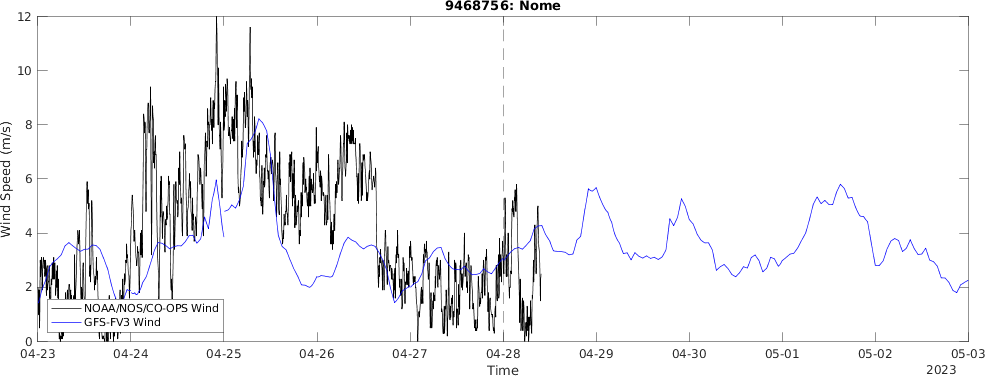 9468756: Nome
12
10
8
6
4
2
0
Wind Speed (m/s)
NOAA/NOS/CO-OPS Wind
GFS-FV3 Wind
04-23 04-24 04-25 04-26 04-27 04-28 04-29 04-30 05-01 05-02 05-03
Time
2023